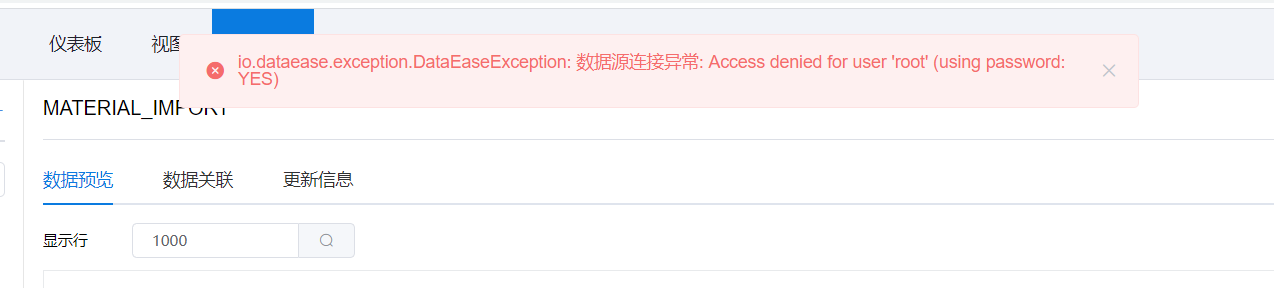 仪表板
io.dataease.exception.DataEaseException: 数据源连接异常: Access denied for user 'root' (using password:
YES)
MATERIAL_IMPORT
数据预览 数据关联 更新信息
显示行 1000